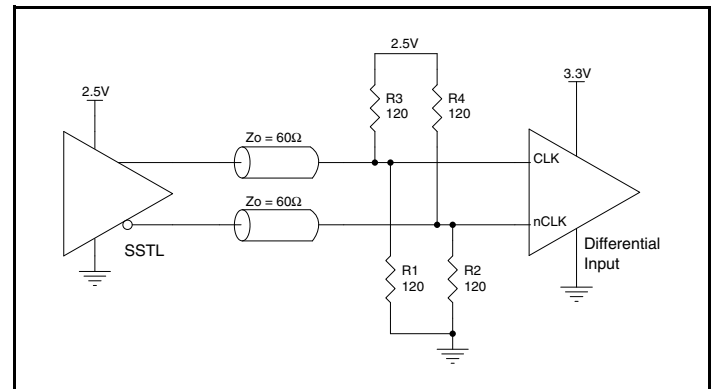 2.5V
3.3V
2.5V
R3
120
R4
120
Zo = 60Ω
CLK
Zo = 60Ω
nCLK
SSTL
Differential
Input
R1
120
R2
120